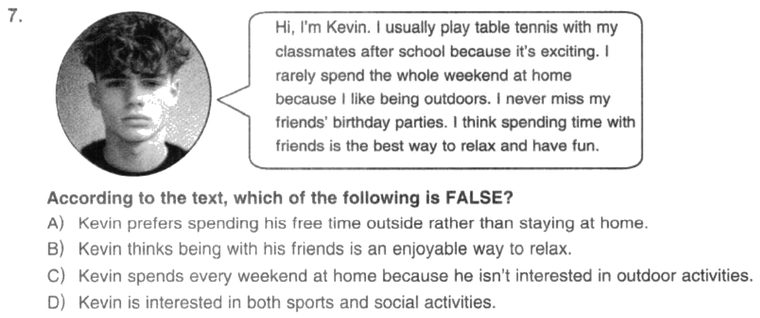 7.
Hi, I'm Kevin. I usually play table tennis with my
classmates after school because it's exciting. I
rarely spend the whole weekend at home
because I like being outdoors. I never miss my
friends' birthday parties. I think spending time with
friends is the best way to relax and have fun.
According to the text, which of the following is FALSE?
A) Kevin prefers spending his free time outside rather than staying at home.
B) Kevin thinks being with his friends is an enjoyable way to relax.
C) Kevin spends every weekend at home because he isn't interested in outdoor activities.
D) Kevin is interested in both sports and social activities.